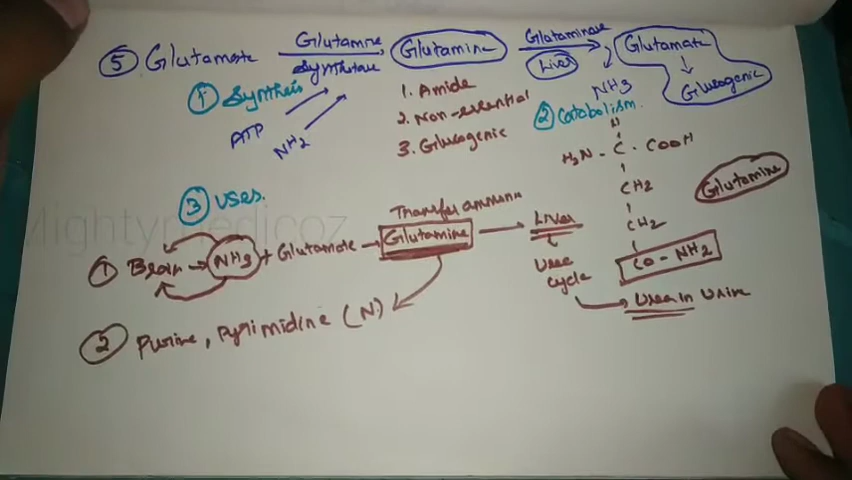 ⑤ Glutamate Glutamine Synthetase Glutamine Glutaminase Liver Glutamate
NH3 Glucogenic
① Synthesis
ATP NH2
1. Amide
2. Non-essential
3. Glucogenic
② Catabolism
H
H2N - C - COOH
CH2
CH2
CO - NH2
Glutamine
③ Uses.
Mightymedicoz
Transfer ammonia
① Brain → NH3 + Glutamate → Glutamine → Liver
Urea
cycle
Urea in Urine
② Purine, Pyrimidine (N)